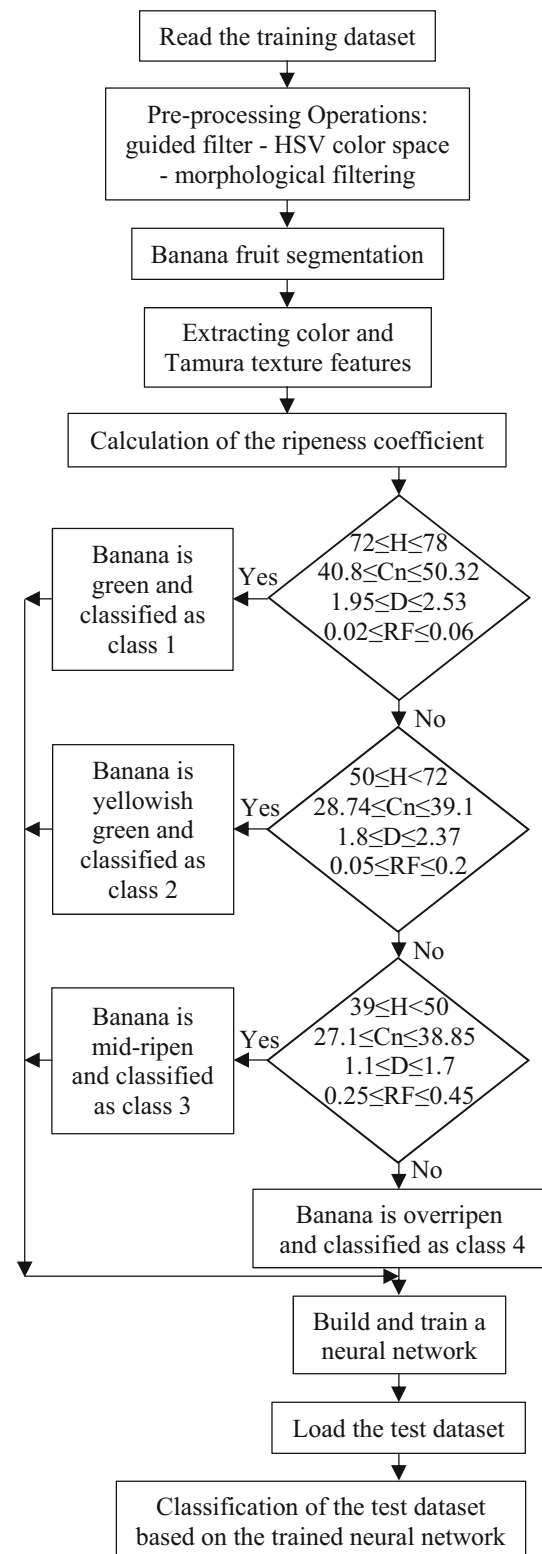 Read the training dataset
Pre-processing Operations:
guided filter - HSV color space
- morphological filtering
Banana fruit segmentation
Extracting color and
Tamura texture features
Calculation of the ripeness coefficient
72≤H≤78
40.8≤Cn≤50.32
1.95≤D≤2.53
0.02≤RF≤0.06
Yes
Banana is
green and
classified as
class 1
No
50≤H<72
28.74≤Cn≤39.1
1.8≤D≤2.37
0.05≤RF≤0.2
Yes
Banana is
yellowish
green and
classified as
class 2
No
39≤H<50
27.1≤Cn≤38.85
1.1≤D≤1.7
0.25≤RF≤0.45
Yes
Banana is
mid-ripen
and classified
as class 3
No
Banana is overripen
and classified as class 4
Build and train a
neural network
Load the test dataset
Classification of the test dataset
based on the trained neural network